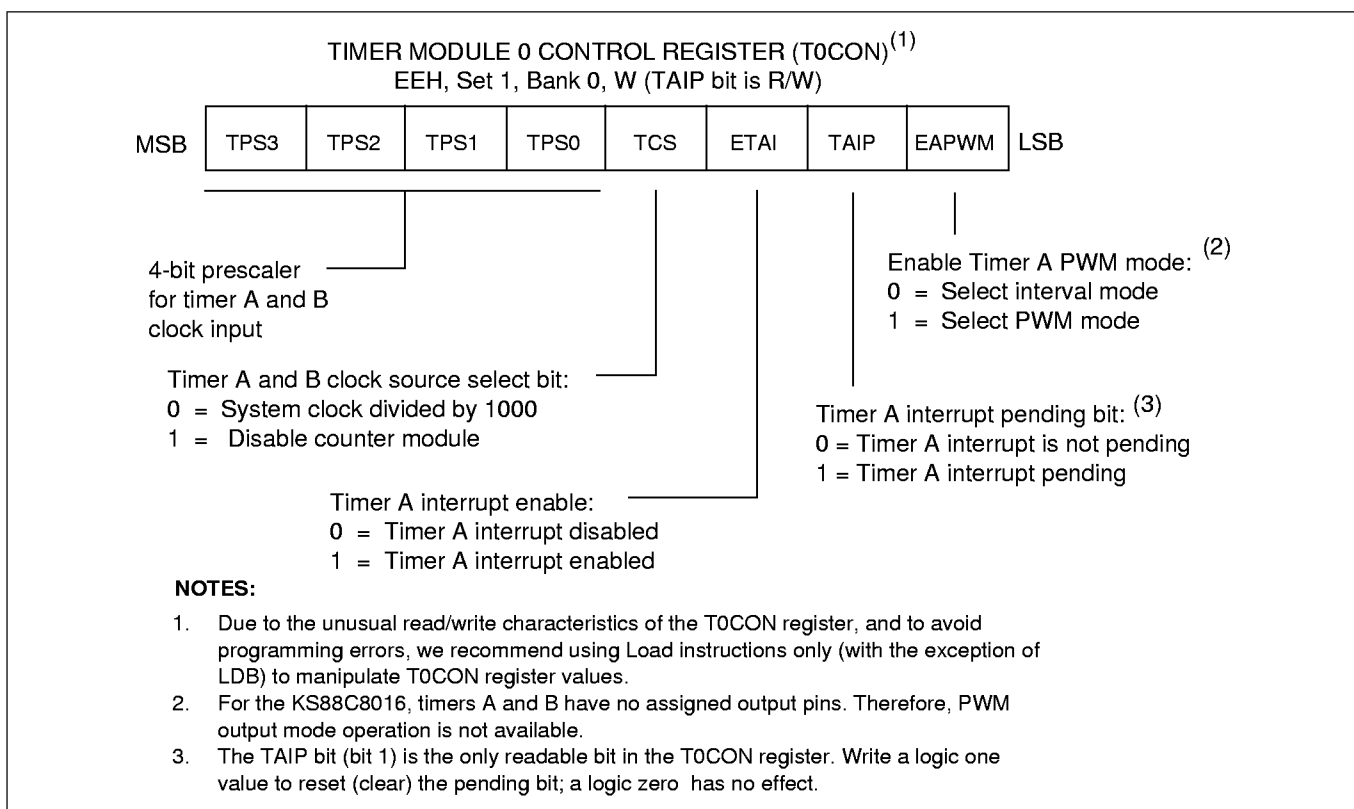 TIMER MODULE 0 CONTROL REGISTER (T0CON)(1)
EEH, Set 1, Bank 0, W (TAIP bit is R/W)
MSB TPS3 TPS2 TPS1 TPS0 TCS ETAI TAIP EAPWM LSB
4-bit prescaler
for timer A and B
clock input
Enable Timer A PWM mode: (2)
0 = Select interval mode
1 = Select PWM mode
Timer A and B clock source select bit:
0 = System clock divided by 1000
1 = Disable counter module
Timer A interrupt pending bit: (3)
0 = Timer A interrupt is not pending
1 = Timer A interrupt pending
Timer A interrupt enable:
0 = Timer A interrupt disabled
1 = Timer A interrupt enabled
NOTES:
1. Due to the unusual read/write characteristics of the T0CON register, and to avoid
programming errors, we recommend using Load instructions only (with the exception of
LDB) to manipulate T0CON register values.
2. For the KS88C8016, timers A and B have no assigned output pins. Therefore, PWM
output mode operation is not available.
3. The TAIP bit (bit 1) is the only readable bit in the T0CON register. Write a logic one
value to reset (clear) the pending bit; a logic zero has no effect.